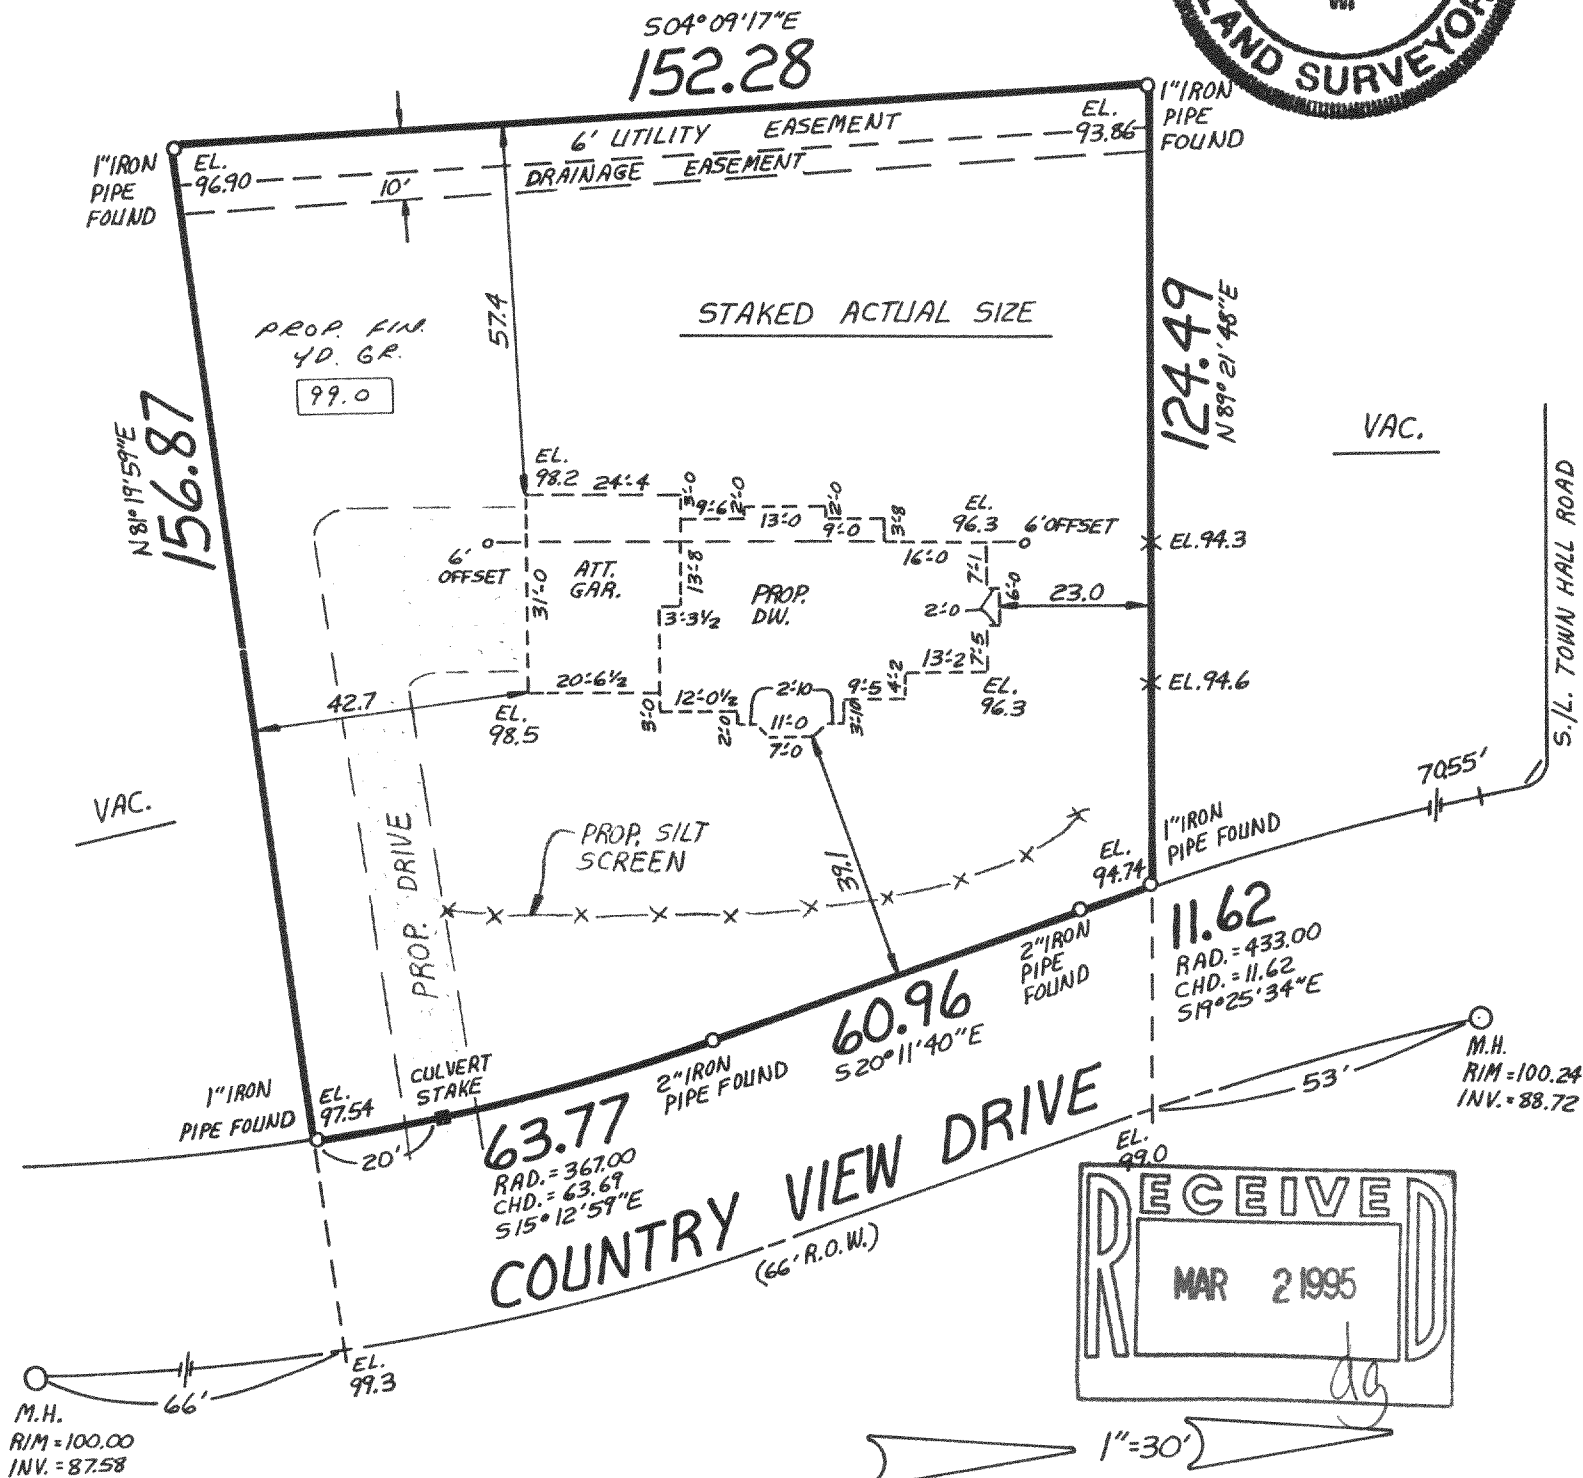 WI
LAND SURVEYOR
S04°09'17"E
152.28
1" IRON
PIPE
FOUND
EL.
96.90
6' UTILITY EASEMENT
DRAINAGE EASEMENT
10'
EL.
93.86
1" IRON
PIPE
FOUND
57.4
STAKED ACTUAL SIZE
PROP. FIN.
YD. GR.
99.0
N81°19'59"E
156.87
124.49
N89°21'48"E
VAC.
S./L. TOWN HALL ROAD
EL.
98.2
24'-4
3'-0
9'-6
2'-0
13'-0
2'-0
9'-0
3'-8
EL.
96.3
6' OFFSET
16'-0
EL. 94.3
6'
OFFSET
31'-0
ATT.
GAR.
13'-8
3'-3½
PROP.
DW.
7'-1
6'-0
2'-0
23.0
7'-5
13'-2
4'-2
9'-5
EL.
96.3
EL. 94.6
20'-6½
42.7
EL.
98.5
3'-0
12'-0½
2'-0
2'-10
11'-0
7'-0
3'-10
70.55'
VAC.
PROP. DRIVE
PROP. SILT
SCREEN
39.1
1" IRON
PIPE FOUND
EL.
94.74
11.62
RAD. = 433.00
CHD. = 11.62
S19°25'34"E
2" IRON
PIPE
FOUND
60.96
S20°11'40"E
2" IRON
PIPE FOUND
CULVERT
STAKE
1" IRON
PIPE FOUND
EL.
97.54
20'
63.77
RAD. = 367.00
CHD. = 63.69
S15°12'59"E
COUNTRY VIEW DRIVE
(66' R.O.W.)
53'
M.H.
RIM = 100.24
INV. = 88.72
EL.
99.0
RECEIVED
MAR 2 1995
dg
EL.
99.3
66'
M.H.
RIM = 100.00
INV. = 87.58
1" = 30'